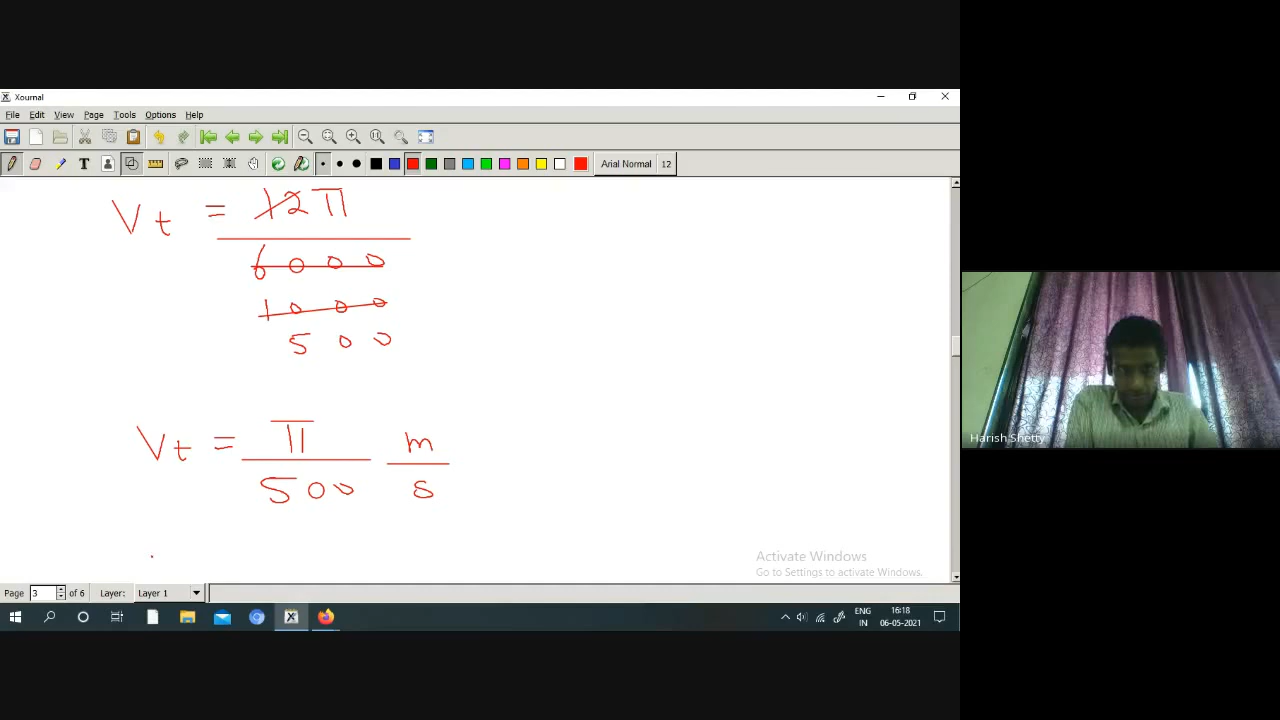 Xournal
File Edit View Page Tools Options Help
T
Arial Normal 12
Vt = 12 π
6000
1000
500
Vt = π m
500 s
Harish Shetty
Activate Windows
Go to Settings to activate Windows.
Page 3 of 6 Layer: Layer 1
ENG 16:18
IN 06-05-2021